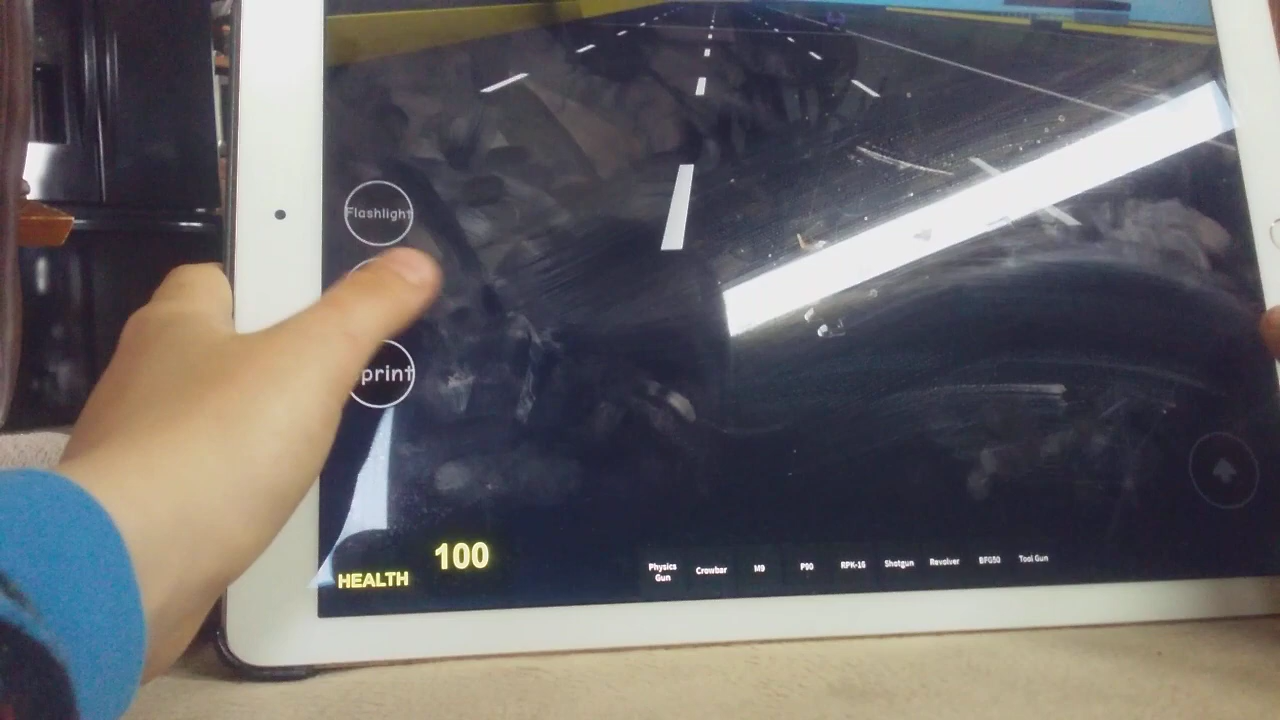 Flashlight
print
100
HEALTH
Physics Gun
Crowbar
M9
P90
RPK-16
Shotgun
Revolver
BFG50
Tool Gun